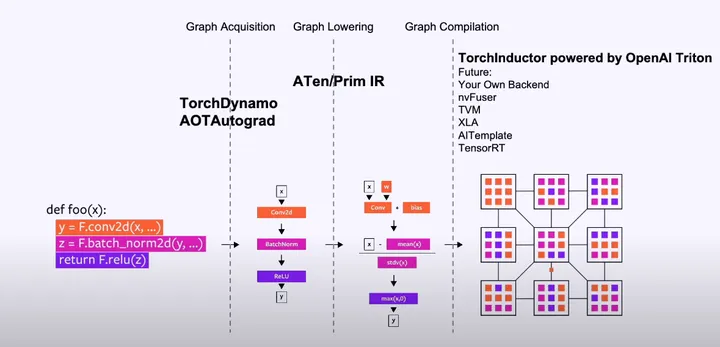 Graph Acquisition
Graph Lowering
Graph Compilation
TorchDynamo
AOTAutograd
ATen/Prim IR
TorchInductor powered by OpenAI Triton
Future:
Your Own Backend
nvFuser
TVM
XLA
AITemplate
TensorRT
def foo(x):
y = F.conv2d(x, ...)
z = F.batch_norm2d(y, ...)
return F.relu(z)
x
Conv2d
BatchNorm
ReLU
y
x w
Conv + bias
x - mean(x)
stdv(x)
max(x,0)
y